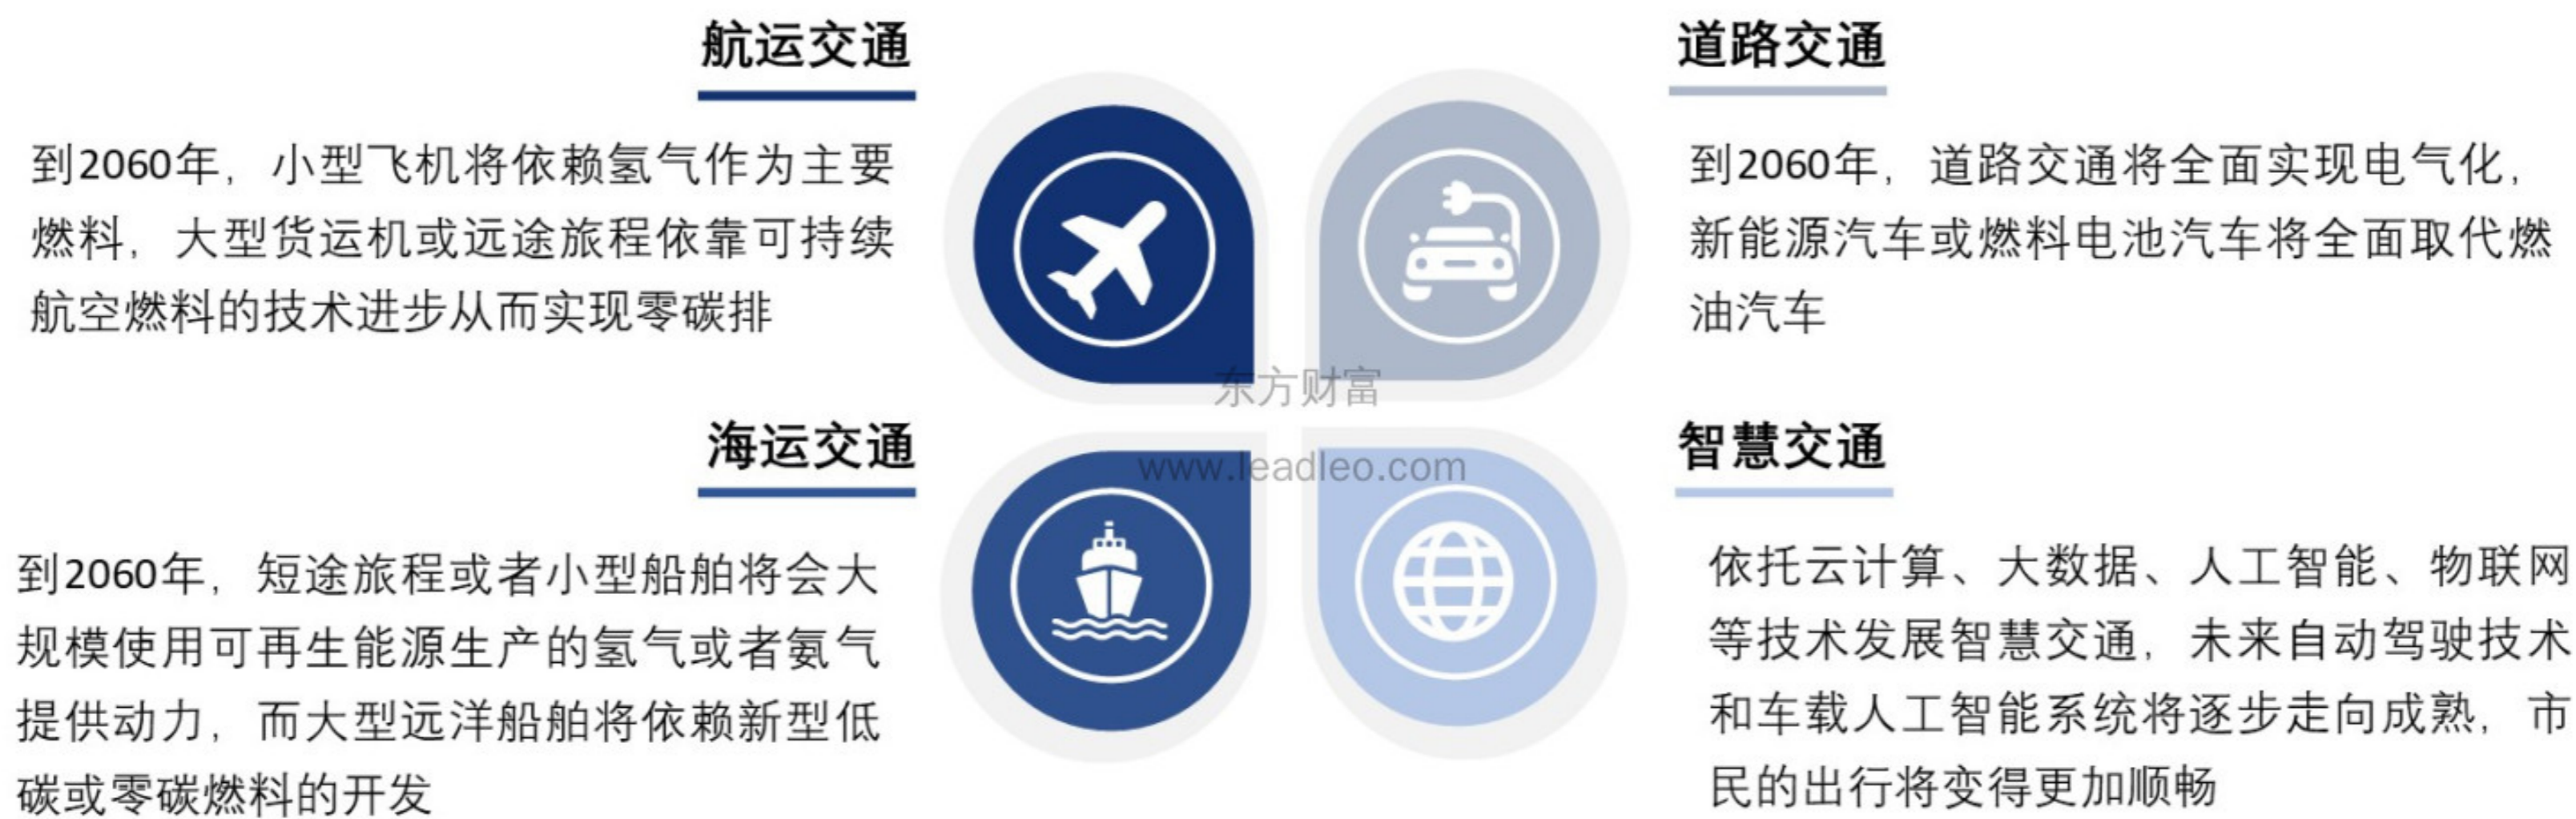 航运交通
到2060年，小型飞机将依赖氢气作为主要
燃料，大型货运机或远途旅程依靠可持续
航空燃料的技术进步从而实现零碳排
道路交通
到2060年，道路交通将全面实现电气化，
新能源汽车或燃料电池汽车将全面取代燃
油汽车
东方财富
www.leadleo.com
海运交通
到2060年，短途旅程或者小型船舶将会大
规模使用可再生能源生产的氢气或者氨气
提供动力，而大型远洋船舶将依赖新型低
碳或零碳燃料的开发
智慧交通
依托云计算、大数据、人工智能、物联网
等技术发展智慧交通，未来自动驾驶技术
和车载人工智能系统将逐步走向成熟，市
民的出行将变得更加顺畅